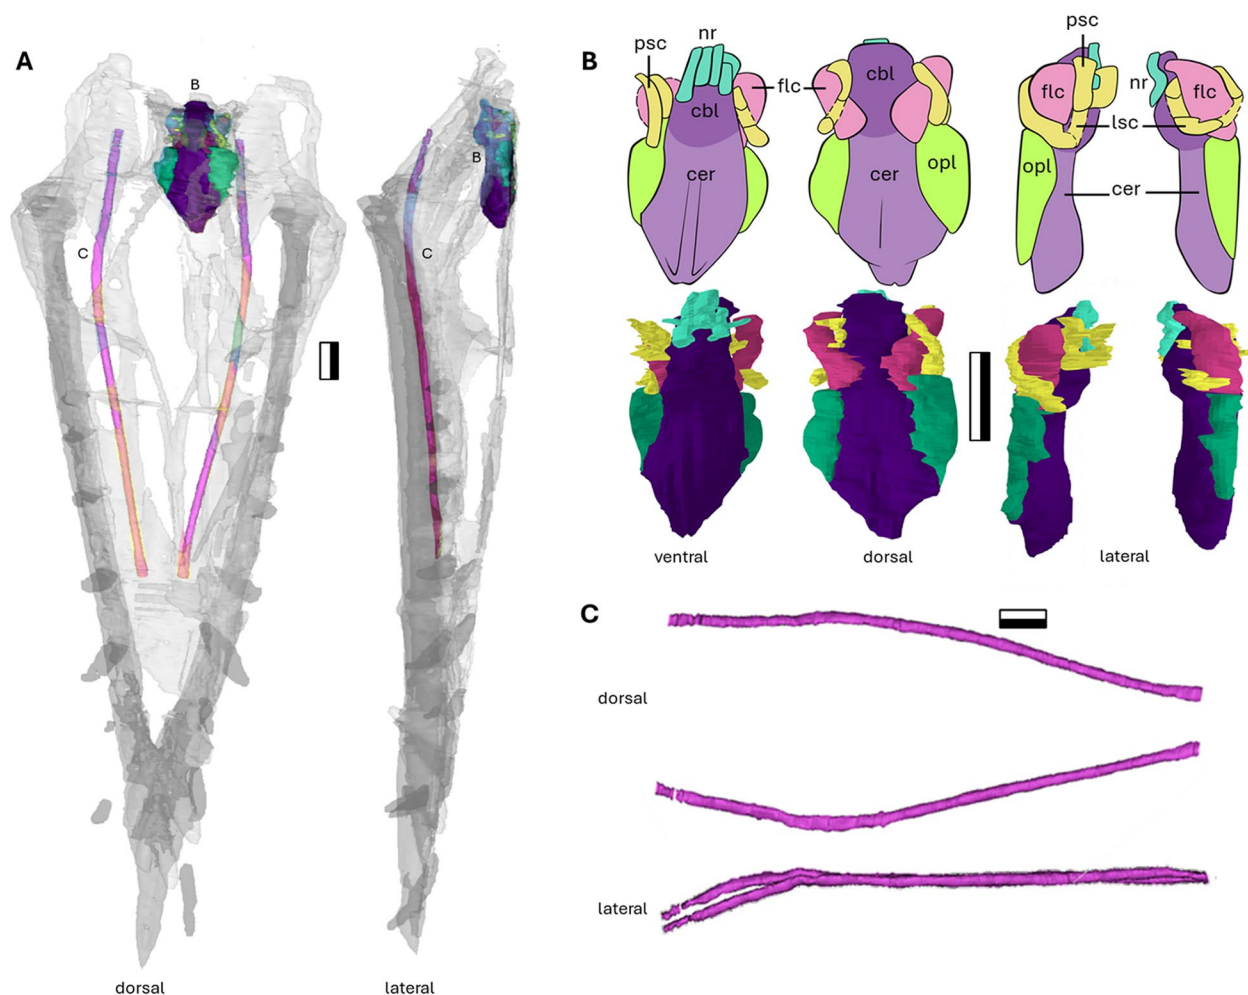 A
B
C
dorsal
B
C
lateral
B
psc
nr
flc
cbl
cer
cbl
cer
opl
psc
flc
opl
nr
flc
lsc
cer
ventral
dorsal
lateral
C
dorsal
lateral